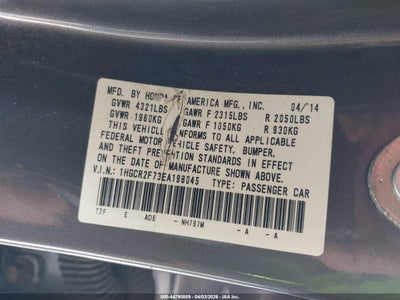 MFD. BY HONDA OF AMERICA MFG., INC. 04/'14
GVWR 4321LBS GAWR F 2315LBS R 2050LBS
GVWR 1960KG GAWR F 1050KG R 930KG
THIS VEHICLE CONFORMS TO ALL APPLICABLE
FEDERAL MOTOR VEHICLE SAFETY, BUMPER,
AND THEFT PREVENTION STANDARDS IN EFFECT
ON THE DATE OF MANUFACTURE SHOWN ABOVE.
V.I.N.: 1HGCR2F73EA198045 TYPE: PASSENGER CAR
T2F E AD6 - NH797M - A - A
000-44790889 - 04/03/2026 - IAAI